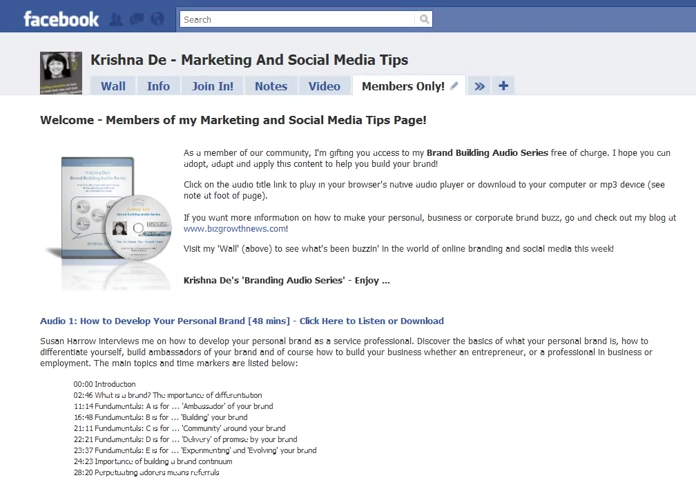 facebook
Search
Krishna De - Marketing And Social Media Tips
Wall Info Join In! Notes Video Members Only! » +
Welcome - Members of my Marketing and Social Media Tips Page!
As a member of our community, I'm gifting you access to my Brand Building Audio Series free of charge. I hope you can
adopt, adapt and apply this content to help you build your brand!
Click on the audio title link to play in your browser's native audio player or download to your computer or mp3 device (see
note at foot of page).
If you want more information on how to make your personal, business or corporate brand buzz, go and check out my blog at
www.bizgrowthnews.com!
Visit my 'Wall' (above) to see what's been buzzin' in the world of online branding and social media this week!
Krishna De's 'Branding Audio Series' - Enjoy ...
Krishna De's
Brand Building Audio Series
Audio 1: How to Develop Your Personal Brand [48 mins] - Click Here to Listen or Download
Susan Harrow interviews me on how to develop your personal brand as a service professional. Discover the basics of what your personal brand is, how to
differentiate yourself, build ambassadors of your brand and of course how to build your business whether an entrepreneur, or a professional in business or
employment. The main topics and time markers are listed below:
00:00 Introduction
02:46 What is a brand? The importance of differentiation
11:14 Fundamentals: A is for ... 'Ambassador' of your brand
16:48 Fundamentals: B is for ... 'Building' your brand
21:11 Fundamentals: C is for ... 'Community' around your brand
22:21 Fundamentals: D is for ... 'Delivery' of promise by your brand
23:37 Fundamentals: E is for ... 'Experimenting' and 'Evolving' your brand
24:23 Importance of building a brand continuum
28:20 Perpetuating adorers means referrals